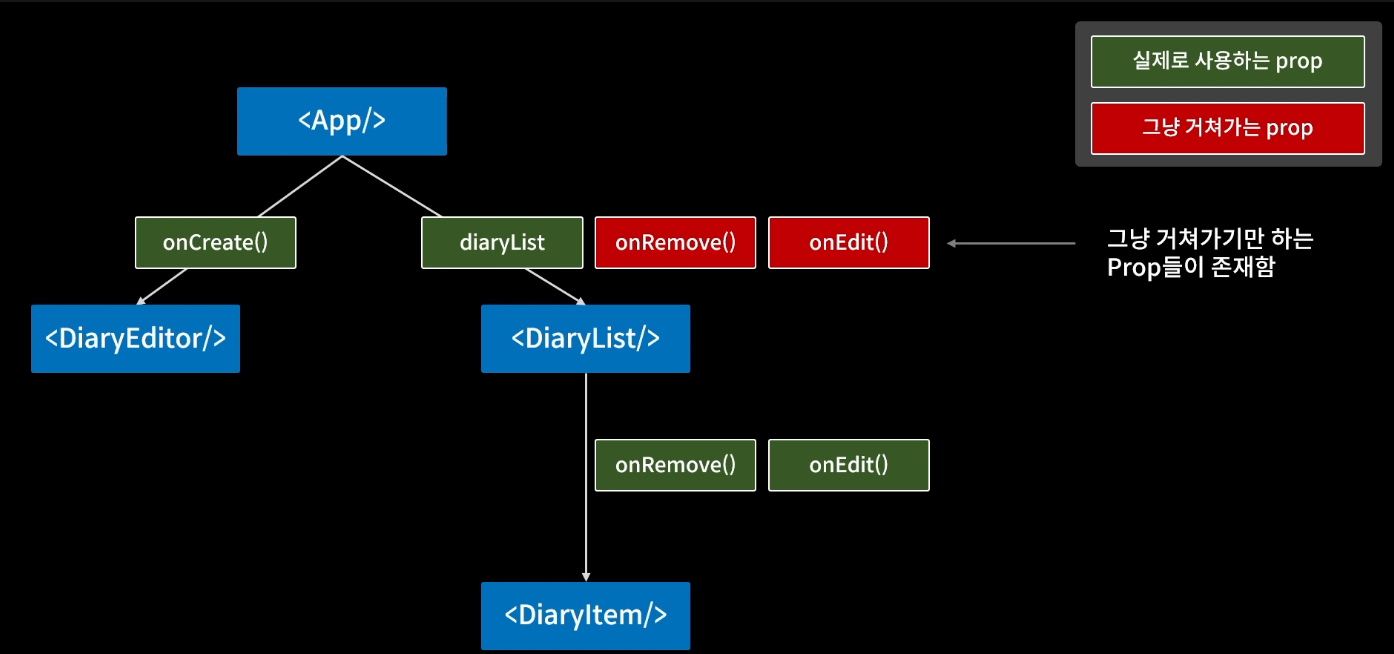 실제로 사용하는 prop
그냥 거쳐가는 prop
<App/>
onCreate()
diaryList
onRemove()
onEdit()
그냥 거쳐가기만 하는
Prop들이 존재함
<DiaryEditor/>
<DiaryList/>
onRemove()
onEdit()
<DiaryItem/>